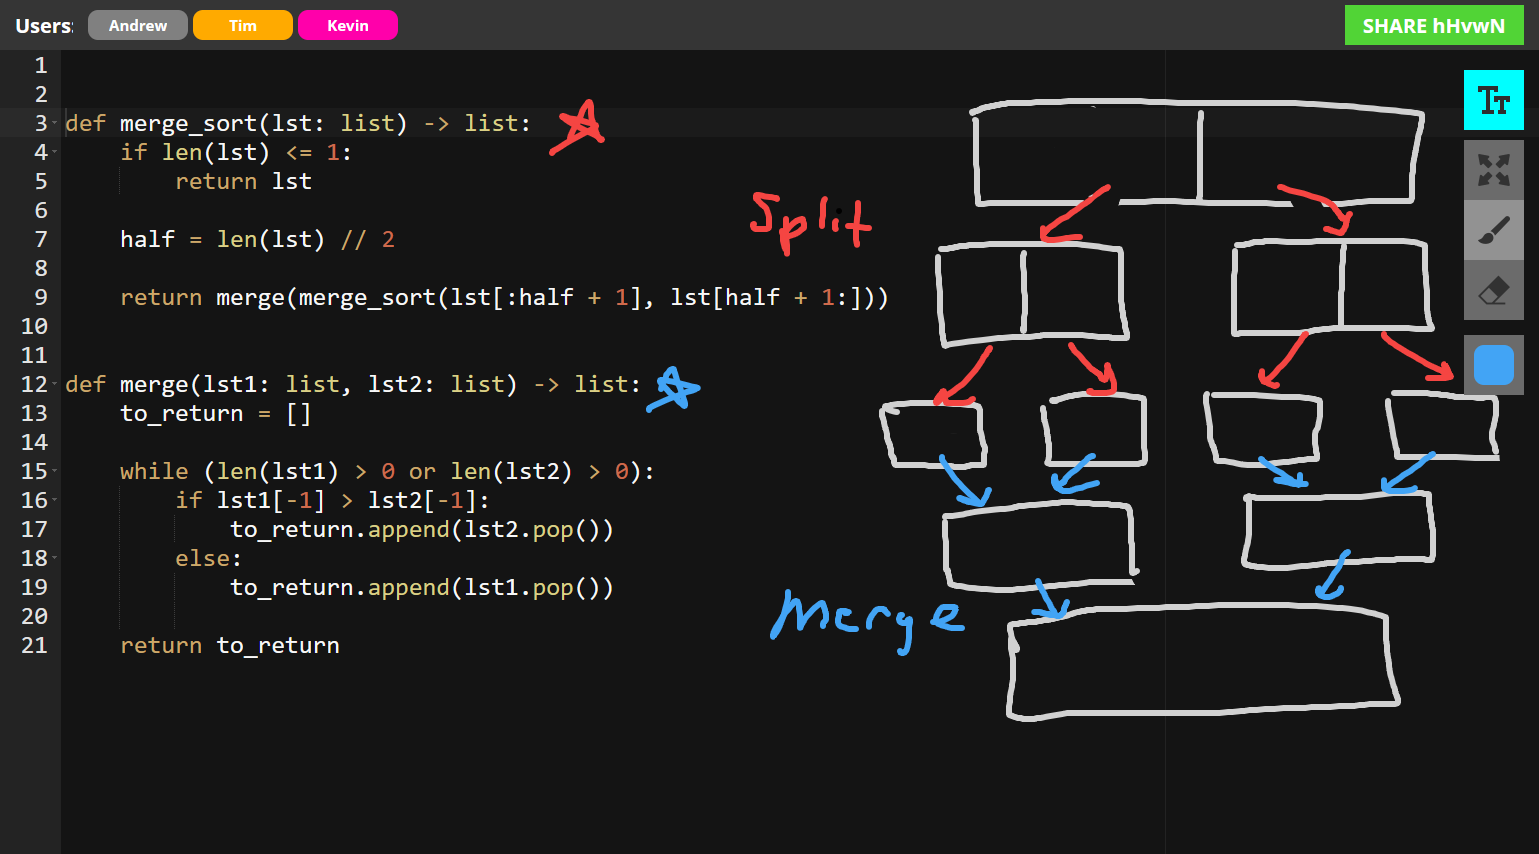 Users: Andrew Tim Kevin SHARE hHvwN
1
2
3 def merge_sort(lst: list) -> list:
4 if len(lst) <= 1:
5 return lst
6
7 half = len(lst) // 2
8
9 return merge(merge_sort(lst[:half + 1], lst[half + 1:]))
10
11
12 def merge(lst1: list, lst2: list) -> list:
13 to_return = []
14
15 while (len(lst1) > 0 or len(lst2) > 0):
16 if lst1[-1] > lst2[-1]:
17 to_return.append(lst2.pop())
18 else:
19 to_return.append(lst1.pop())
20
21 return to_return
Split
Merge
TT